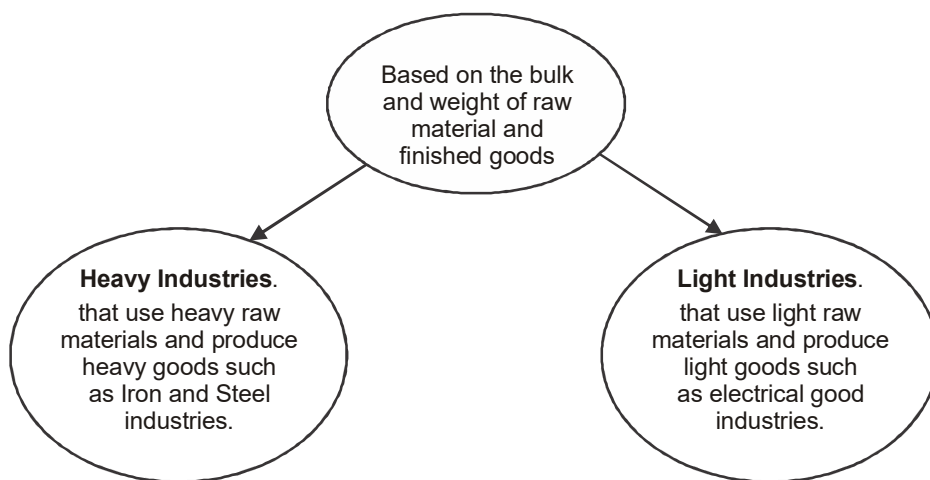 Based on the bulk
and weight of raw
material and
finished goods
Heavy Industries.
that use heavy raw
materials and produce
heavy goods such
as Iron and Steel
industries.
Light Industries.
that use light raw
materials and produce
light goods such
as electrical good
industries.